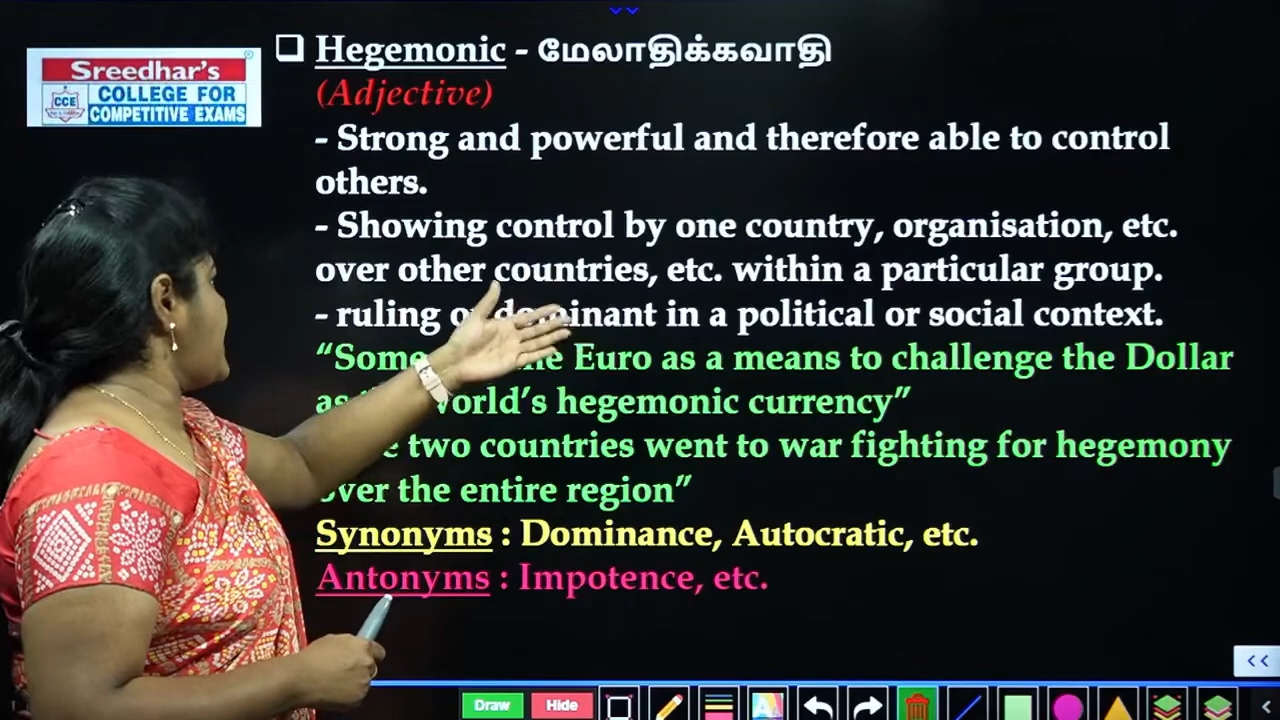 Sreedhar's
COLLEGE FOR
CCE
COMPETITIVE EXAMS
Hegemonic - மேலாதிக்கவாதி
(Adjective)
- Strong and powerful and therefore able to control
others.
- Showing control by one country, organisation, etc.
over other countries, etc. within a particular group.
- ruling dominant in a political or social context.
“Some Euro as a means to challenge the Dollar
as world's hegemonic currency”
two countries went to war fighting for hegemony
over the entire region”
Synonyms : Dominance, Autocratic, etc.
Antonyms : Impotence, etc.
<<
Draw Hide